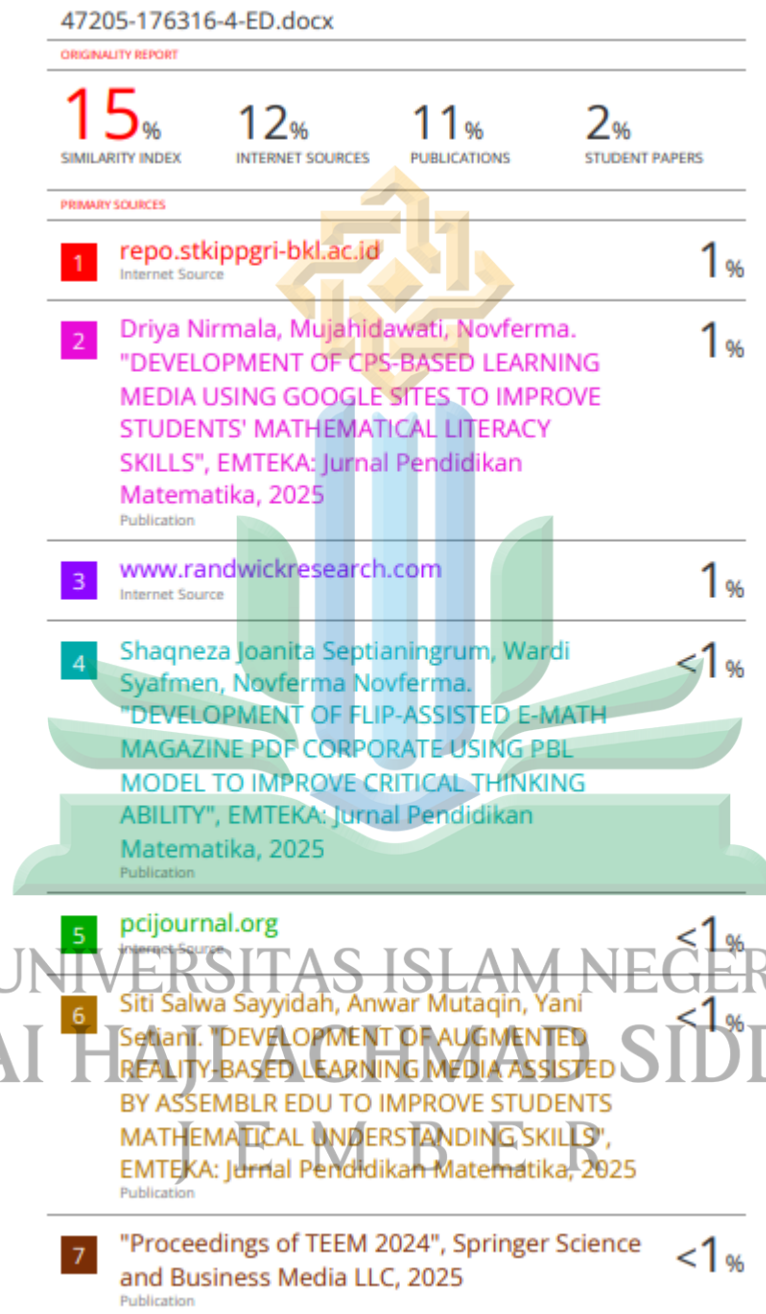 47205-176316-4-ED.docx
ORIGINALITY REPORT
15% 12% 11% 2%
SIMILARITY INDEX INTERNET SOURCES PUBLICATIONS STUDENT PAPERS
PRIMARY SOURCES
1 repo.stkippgri-bkl.ac.id 1%
Internet Source
2 Driya Nirmala, Mujahidawati, Novferma. 1%
"DEVELOPMENT OF CPS-BASED LEARNING
MEDIA USING GOOGLE SITES TO IMPROVE
STUDENTS' MATHEMATICAL LITERACY
SKILLS", EMTEKA: Jurnal Pendidikan
Matematika, 2025
Publication
3 www.randwickresearch.com 1%
Internet Source
4 Shaqneza Joanita Septianingrum, Wardi <1%
Syafmen, Novferma Novferma.
"DEVELOPMENT OF FLIP-ASSISTED E-MATH
MAGAZINE PDF CORPORATE USING PBL
MODEL TO IMPROVE CRITICAL THINKING
ABILITY", EMTEKA: Jurnal Pendidikan
Matematika, 2025
Publication
5 pcijournal.org <1%
Internet Source
UNIVERSITAS ISLAM NEGER
6 Siti Salwa Sayyidah, Anwar Mutaqin, Yani <1%
Setiani. "DEVELOPMENT OF AUGMENTED
AI HAJI ACHMAD SIDD
REALITY-BASED LEARNING MEDIA ASSISTED
BY ASSEMBLR EDU TO IMPROVE STUDENTS
MATHEMATICAL UNDERSTANDING SKILLS",
J E M B E R
EMTEKA: Jurnal Pendidikan Matematika, 2025
Publication
7 "Proceedings of TEEM 2024", Springer Science <1%
and Business Media LLC, 2025
Publication